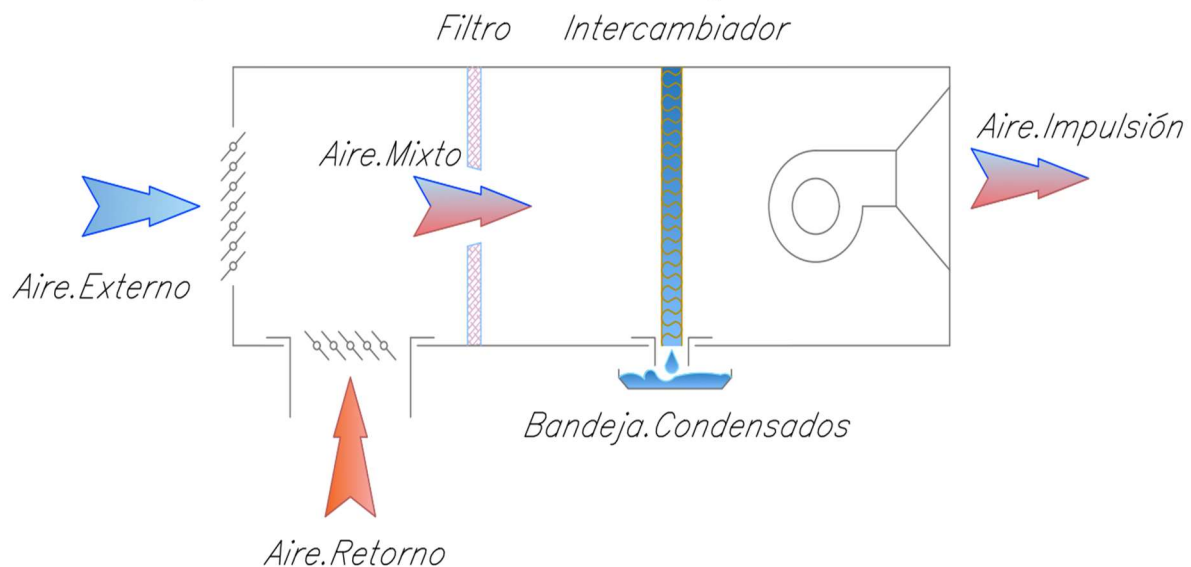 Filtro
Intercambiador
Aire.Impulsión
Aire.Mixto
Aire.Externo
Bandeja.Condensados
Aire.Retorno